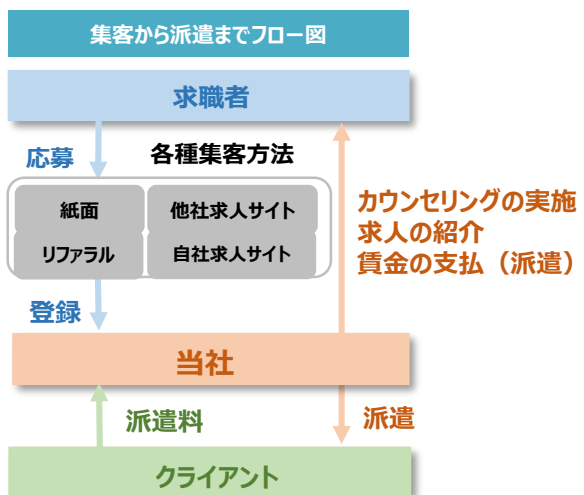 集客から派遣までフロー図
求職者
応募
各種集客方法
紙面
他社求人サイト
リファラル
自社求人サイト
カウンセリングの実施
求人の紹介
賃金の支払（派遣）
登録
当社
派遣料
派遣
クライアント